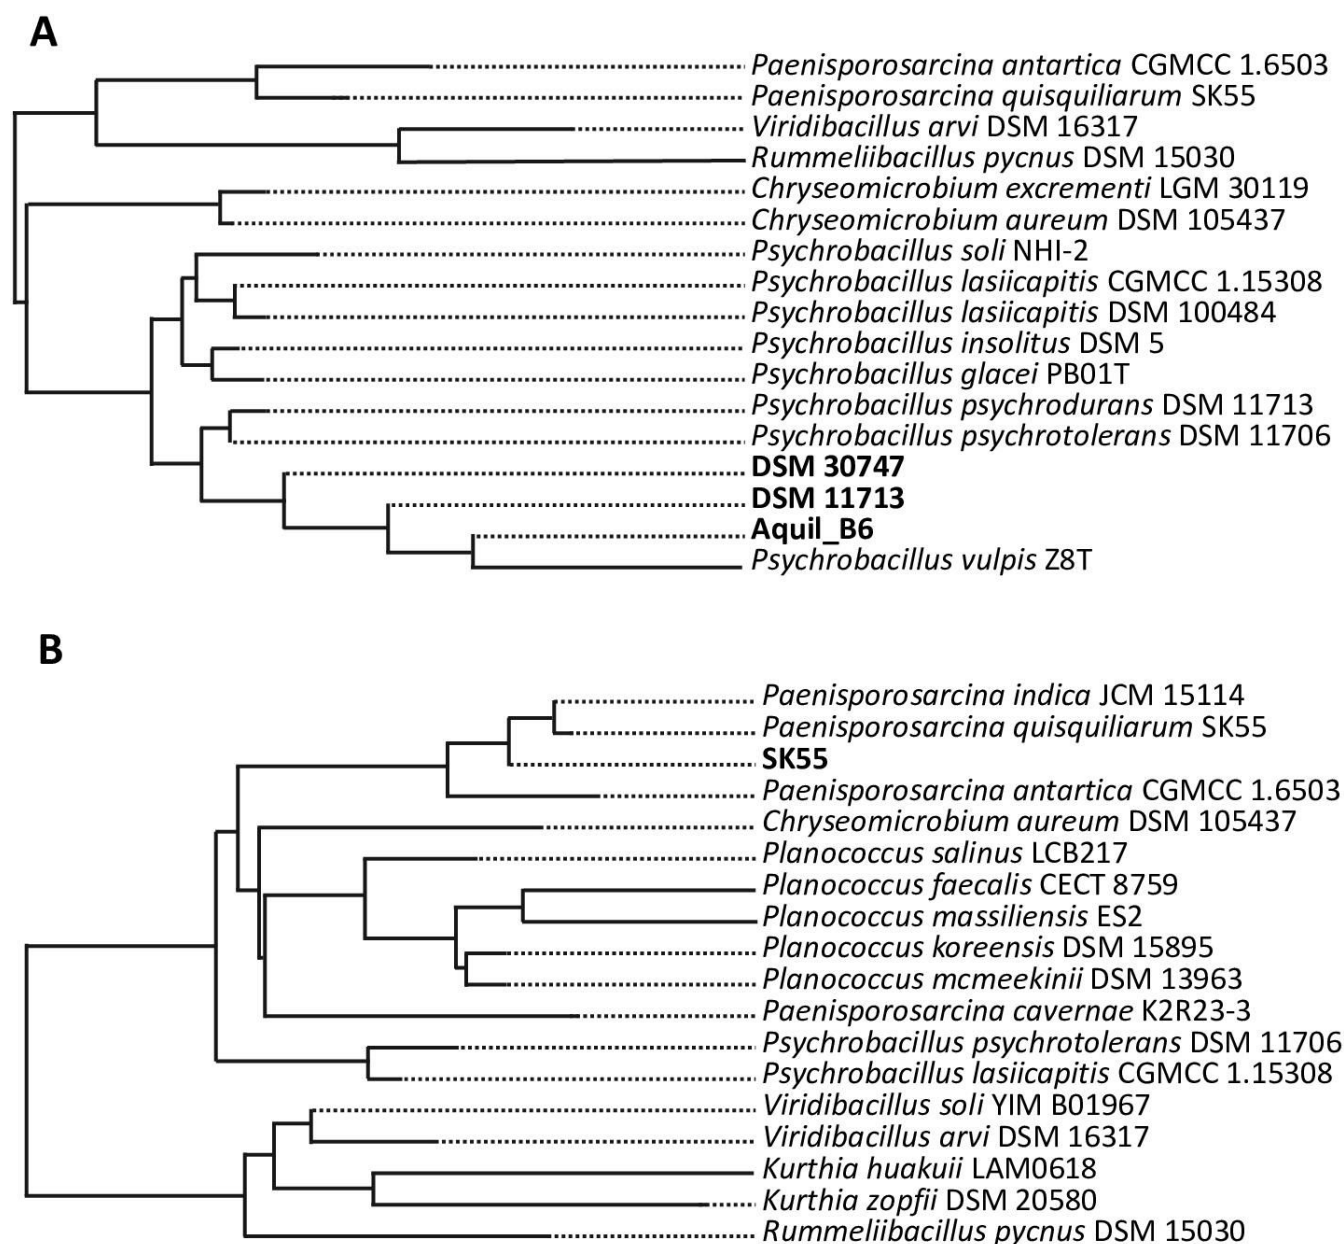 A
Paenisporosarcina antartica CGMCC 1.6503
Paenisporosarcina quisquiliarum SK55
Viridibacillus arvi DSM 16317
Rummeliibacillus pycnus DSM 15030
Chryseomicrobium excrementi LGM 30119
Chryseomicrobium aureum DSM 105437
Psychrobacillus soli NHI-2
Psychrobacillus lasiicapitis CGMCC 1.15308
Psychrobacillus lasiicapitis DSM 100484
Psychrobacillus insolitus DSM 5
Psychrobacillus glacei PB01T
Psychrobacillus psychrodurans DSM 11713
Psychrobacillus psychrotolerans DSM 11706
DSM 30747
DSM 11713
Aquil_B6
Psychrobacillus vulpis Z8T
B
Paenisporosarcina indica JCM 15114
Paenisporosarcina quisquiliarum SK55
SK55
Paenisporosarcina antartica CGMCC 1.6503
Chryseomicrobium aureum DSM 105437
Planococcus salinus LCB217
Planococcus faecalis CECT 8759
Planococcus massiliensis ES2
Planococcus koreensis DSM 15895
Planococcus mcmeekinii DSM 13963
Paenisporosarcina cavernae K2R23-3
Psychrobacillus psychrotolerans DSM 11706
Psychrobacillus lasiicapitis CGMCC 1.15308
Viridibacillus soli YIM B01967
Viridibacillus arvi DSM 16317
Kurthia huakuii LAM0618
Kurthia zopfii DSM 20580
Rummeliibacillus pycnus DSM 15030